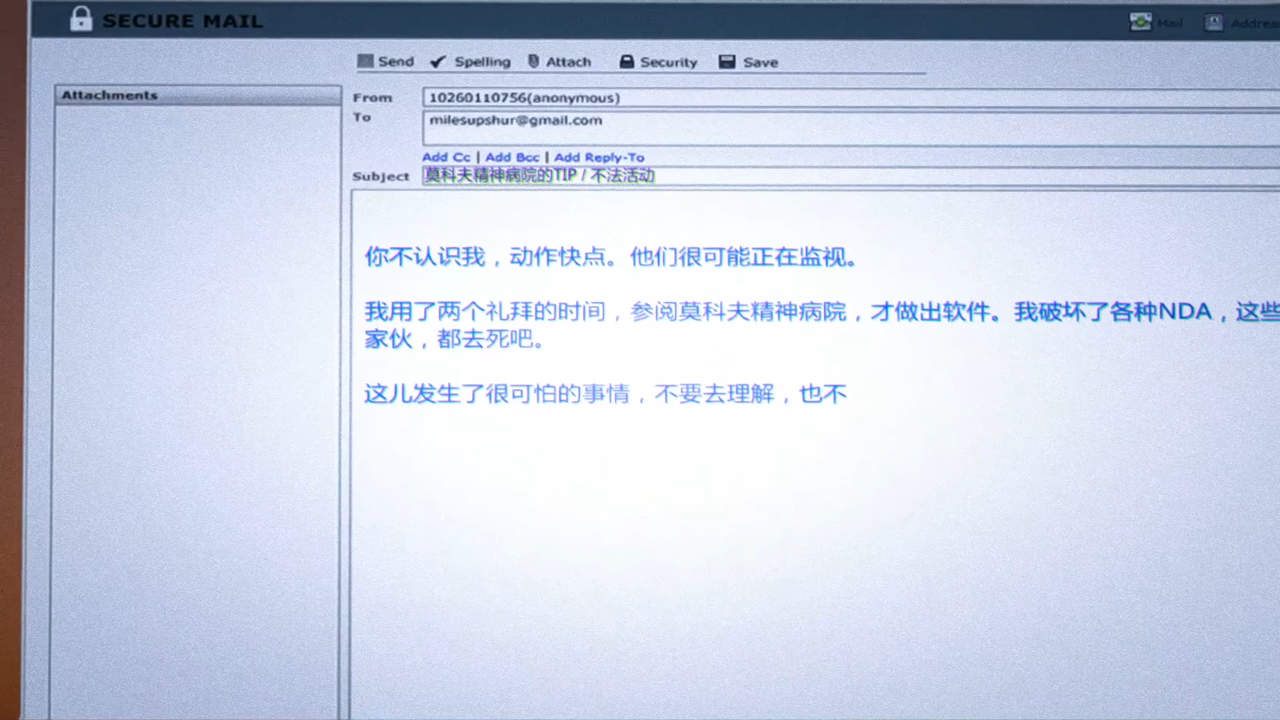 SECURE MAIL
Mail
Addres
Send Spelling Attach Security Save
Attachments
From 10260110756(anonymous)
To milesupshur@gmail.com
Add Cc | Add Bcc | Add Reply-To
Subject 莫科夫精神病院的TIP / 不法活动
你不认识我，动作快点。他们很可能正在监视。
我用了两个礼拜的时间，参阅莫科夫精神病院，才做出软件。我破坏了各种NDA，这些
家伙，都去死吧。
这儿发生了很可怕的事情，不要去理解，也不